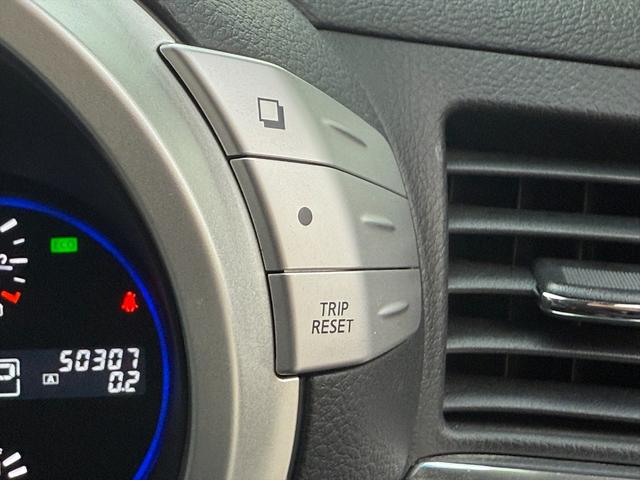 TRIP
RESET
ECO
50307
A 0.2
P